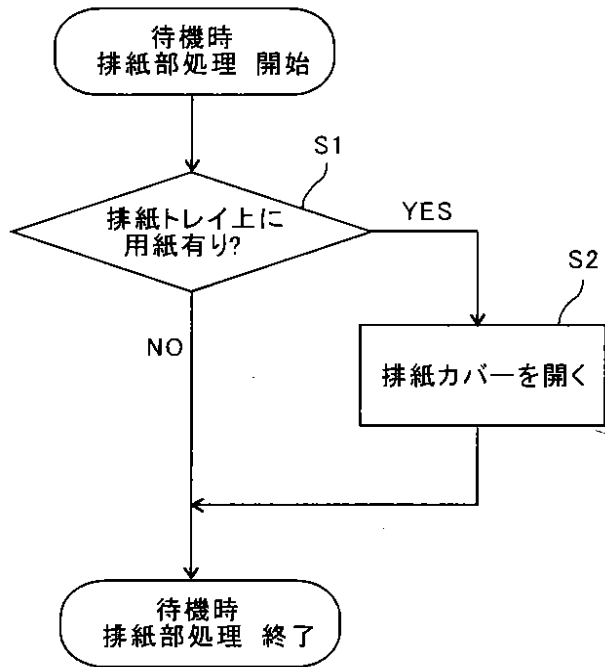 待機時
排紙部処理 開始
S1
排紙トレイ上に
用紙有り?
YES
S2
NO
排紙カバーを開く
待機時
排紙部処理 終了